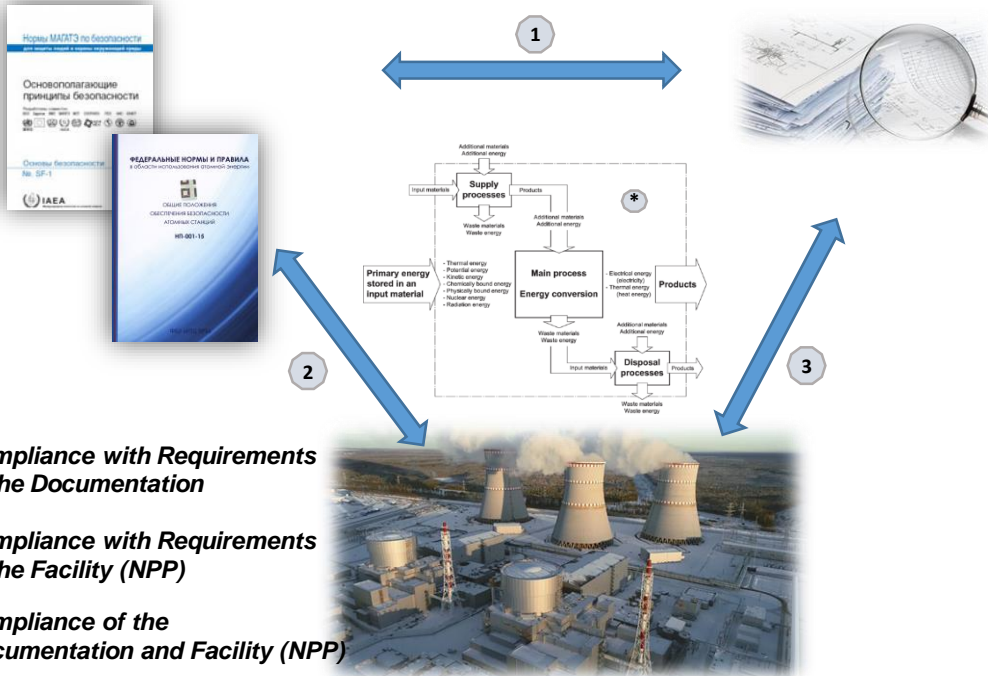 1
Нормы МАГАТЭ по безопасности
для защиты людей и охраны окружающей среды
Основополагающие
принципы безопасности
Основы безопасности
№ SF-1
IAEA
ФЕДЕРАЛЬНЫЕ НОРМЫ И ПРАВИЛА
в области использования атомной энергии
ОБЩИЕ ПОЛОЖЕНИЯ
ОБЕСПЕЧЕНИЯ БЕЗОПАСНОСТИ
АТОМНЫХ СТАНЦИЙ
НП-001-15
Additional materials
Additional energy
*
Input materials
Supply
processes
Products
Waste materials
Waste energy
Additional materials
Additional energy
Primary energy
stored in an
input material
- Thermal energy
- Potential energy
- Kinetic energy
- Chemically bound energy
- Physically bound energy
- Nuclear energy
- Radiation energy
Main process
Energy conversion
- Electrical energy
(electricity)
- Thermal energy
(heat energy)
Products
Waste materials
Waste energy
Additional materials
Additional energy
Input materials
Disposal
processes
Products
Waste materials
Waste energy
2
3
mpliance with Requirements
he Documentation
mpliance with Requirements
he Facility (NPP)
mpliance of the
cumentation and Facility (NPP)